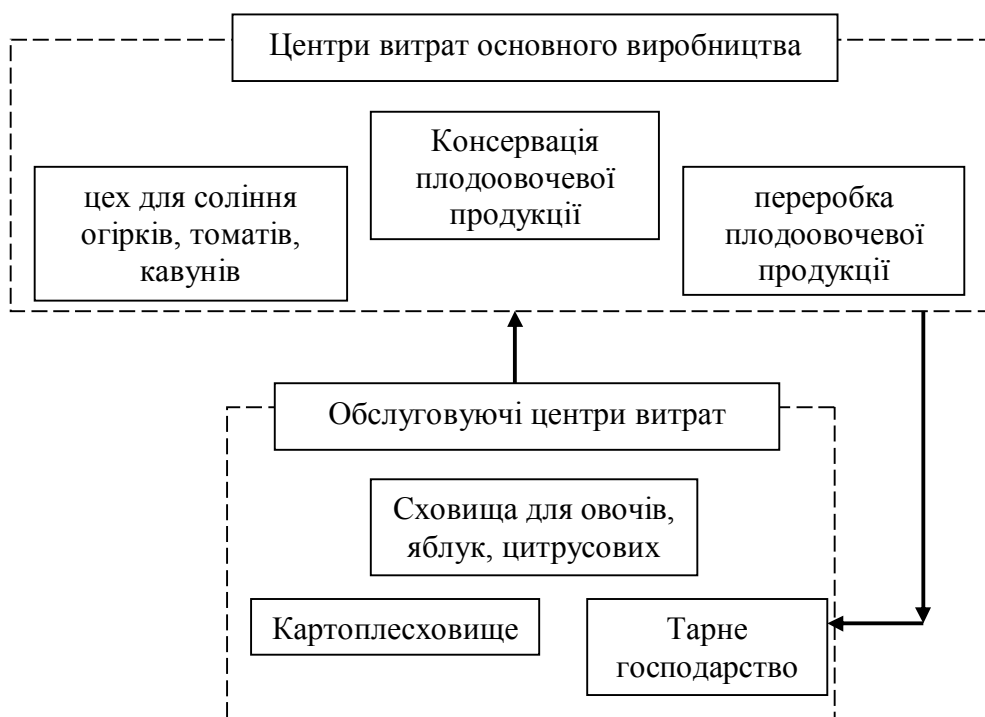 Центри витрат основного виробництва
Консервація
плодоовочевої
продукції
цех для соління
огірків, томатів,
кавунів
переробка
плодоовочевої
продукції
Обслуговуючі центри витрат
Сховища для овочів,
яблук, цитрусових
Картоплесховище
Тарне
господарство